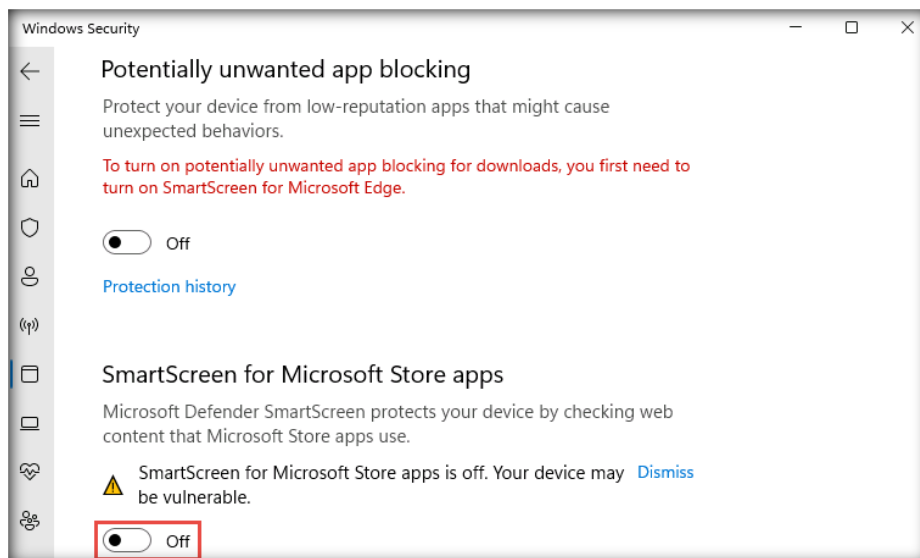 Windows Security
Potentially unwanted app blocking
Protect your device from low-reputation apps that might cause
unexpected behaviors.
To turn on potentially unwanted app blocking for downloads, you first need to
turn on SmartScreen for Microsoft Edge.
Off
Protection history
SmartScreen for Microsoft Store apps
Microsoft Defender SmartScreen protects your device by checking web
content that Microsoft Store apps use.
SmartScreen for Microsoft Store apps is off. Your device may Dismiss
be vulnerable.
Off